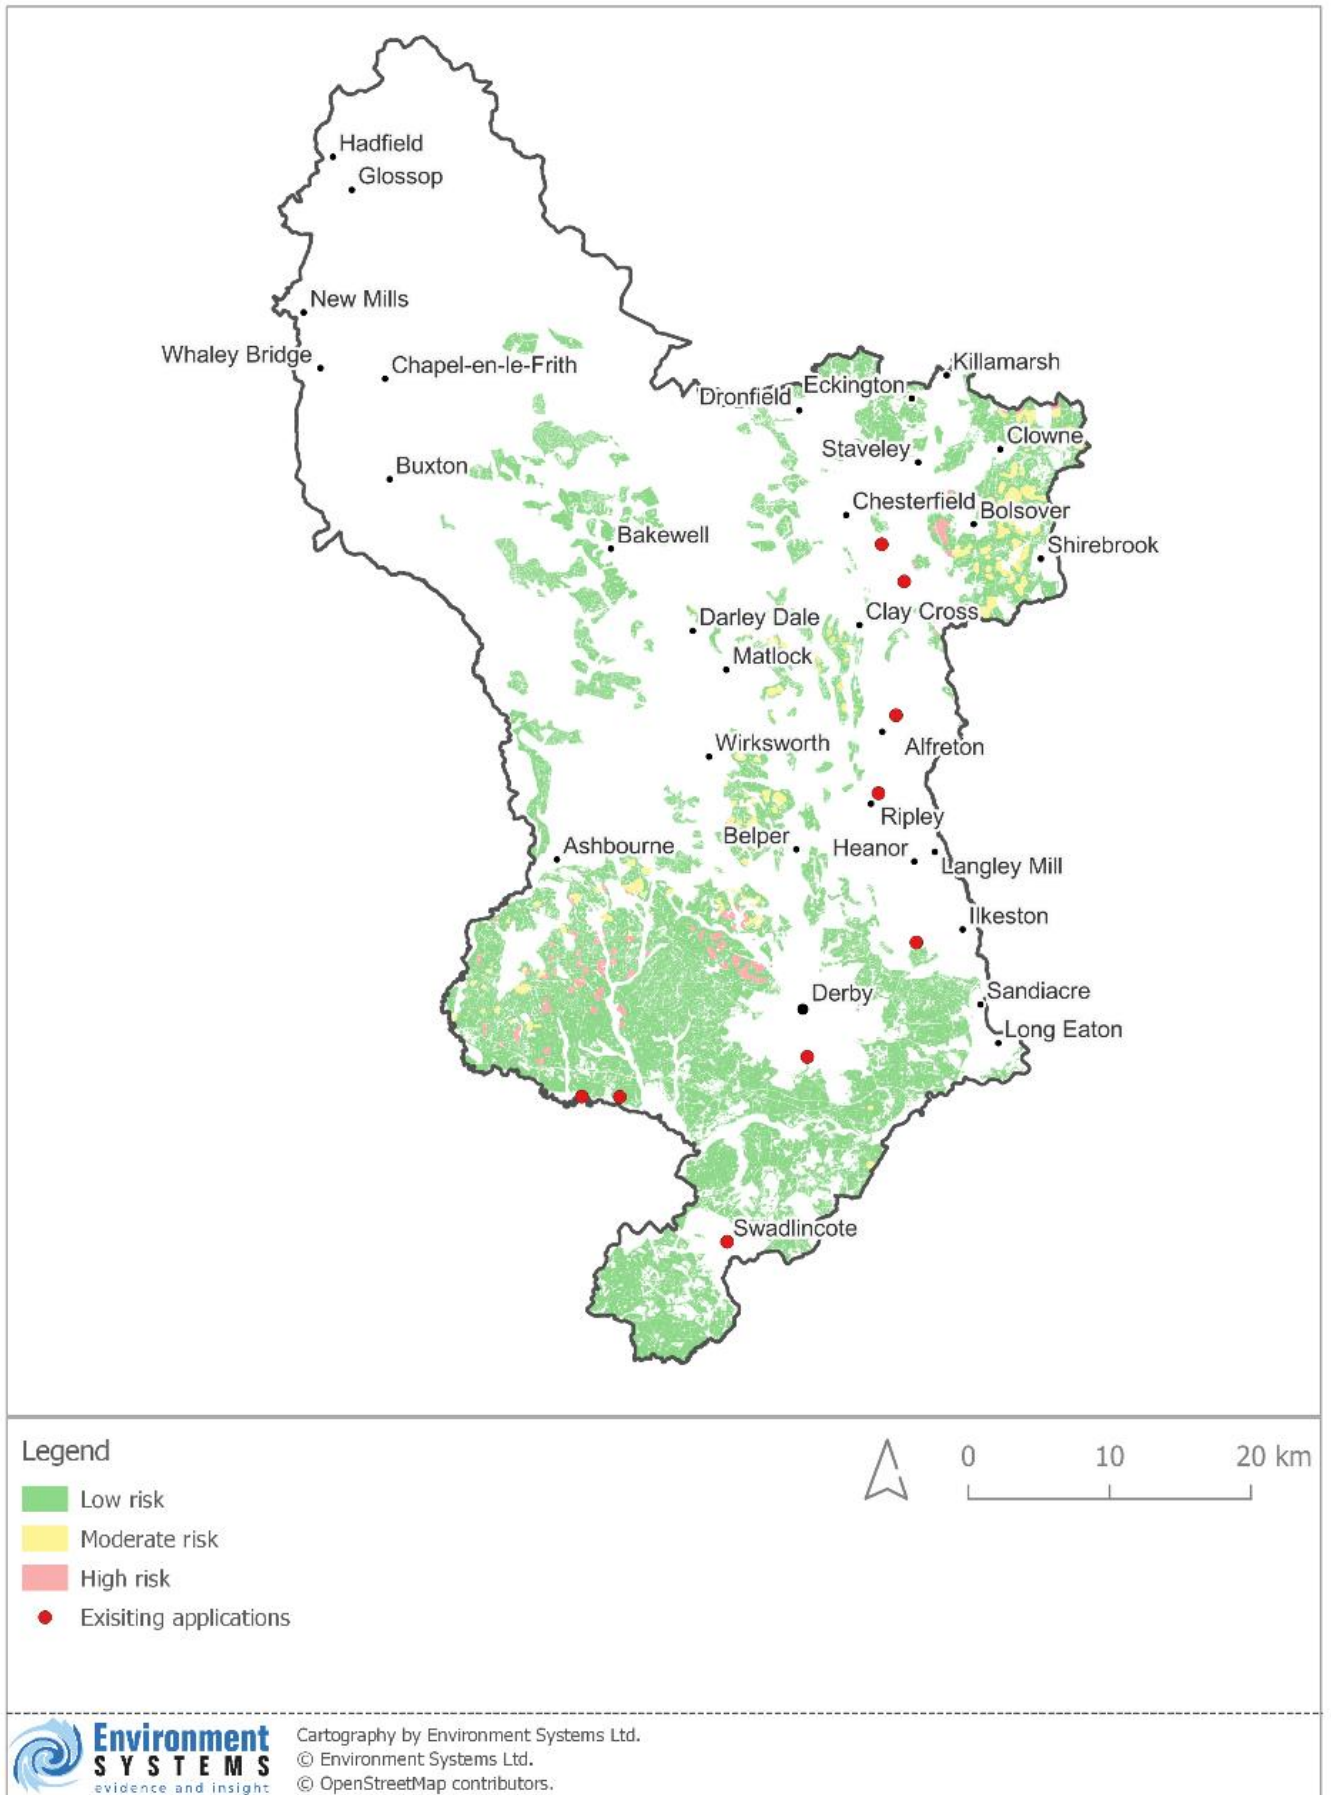 Hadfield
Glossop
New Mills
Whaley Bridge
Chapel-en-le-Frith
Killamarsh
Eckington
Dronfield
Clowne
Staveley
Buxton
Chesterfield
Bolsover
Bakewell
Shirebrook
Clay Cross
Darley Dale
Matlock
Wirksworth
Alfreton
Ripley
Belper
Heanor
Ashbourne
Langley Mill
Ilkeston
Derby
Sandiacre
Long Eaton
Swadlincote
Legend
0 10 20 km
Low risk
Moderate risk
High risk
Exisiting applications
Environment
SYSTEMS
evidence and insight
Cartography by Environment Systems Ltd.
© Environment Systems Ltd.
© OpenStreetMap contributors.